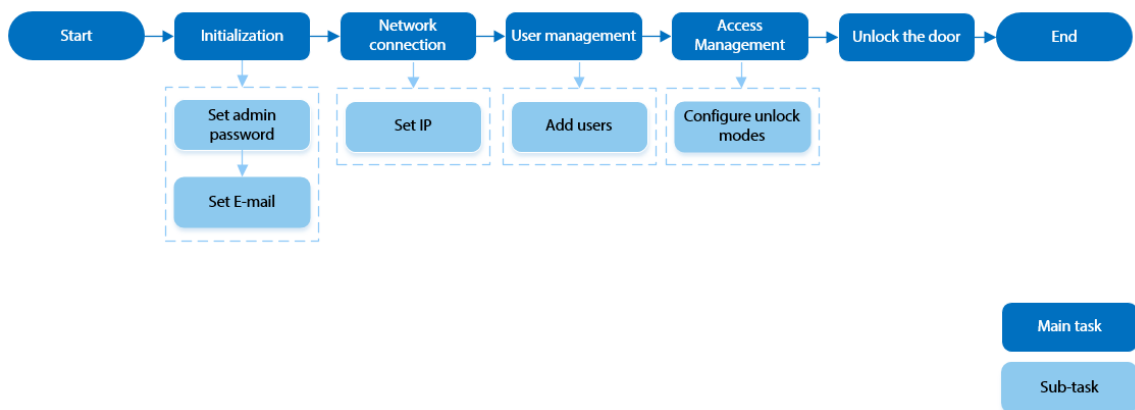 Start
Initialization
Network
connection
User management
Access
Management
Unlock the door
End
Set admin
password
Set IP
Add users
Configure unlock
modes
Set E-mail
Main task
Sub-task